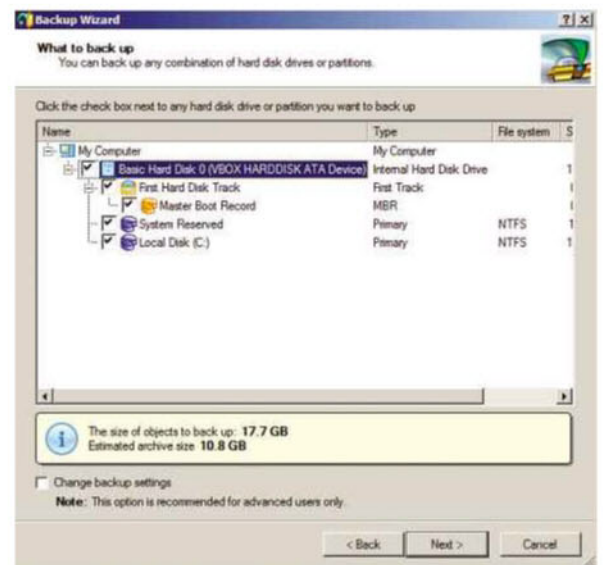 Backup Wizard
What to back up
You can back up any combination of hard disk drives or partitions.
Click the check box next to any hard disk drive or partition you want to back up
Name Type File system S
My Computer My Computer
Basic Hard Disk 0 (VBOX HARDDISK ATA Device) Internal Hard Disk Drive 1
First Hard Disk Track First Track
Master Boot Record MBR
System Reserved Primary NTFS 1
Local Disk (C:) Primary NTFS 1
The size of objects to back up: 17.7 GB
Estimated archive size 10.8 GB
Change backup settings
Note: This option is recommended for advanced users only.
< Back Next > Cancel